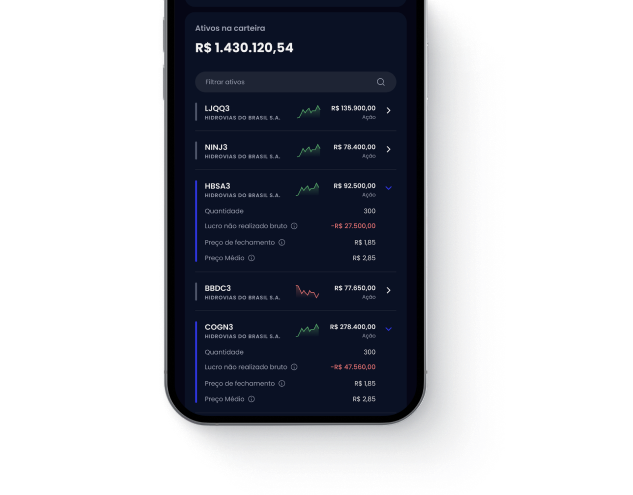 Ativos na carteira
R$ 1.430.120,54
Filtrar ativos
LJQQ3 R$ 135.900,00
HIDROVIAS DO BRASIL S.A. Ação
NINJ3 R$ 78.400,00
HIDROVIAS DO BRASIL S.A. Ação
HBSA3 R$ 92.500,00
HIDROVIAS DO BRASIL S.A. Ação
Quantidade 300
Lucro não realizado bruto -R$ 27.500,00
Preço de fechamento R$ 1,85
Preço Médio R$ 2,85
BBDC3 R$ 77.650,00
HIDROVIAS DO BRASIL S.A. Ação
COGN3 R$ 278.400,00
HIDROVIAS DO BRASIL S.A. Ação
Quantidade 300
Lucro não realizado bruto -R$ 47.560,00
Preço de fechamento R$ 1,85
Preço Médio R$ 2,85